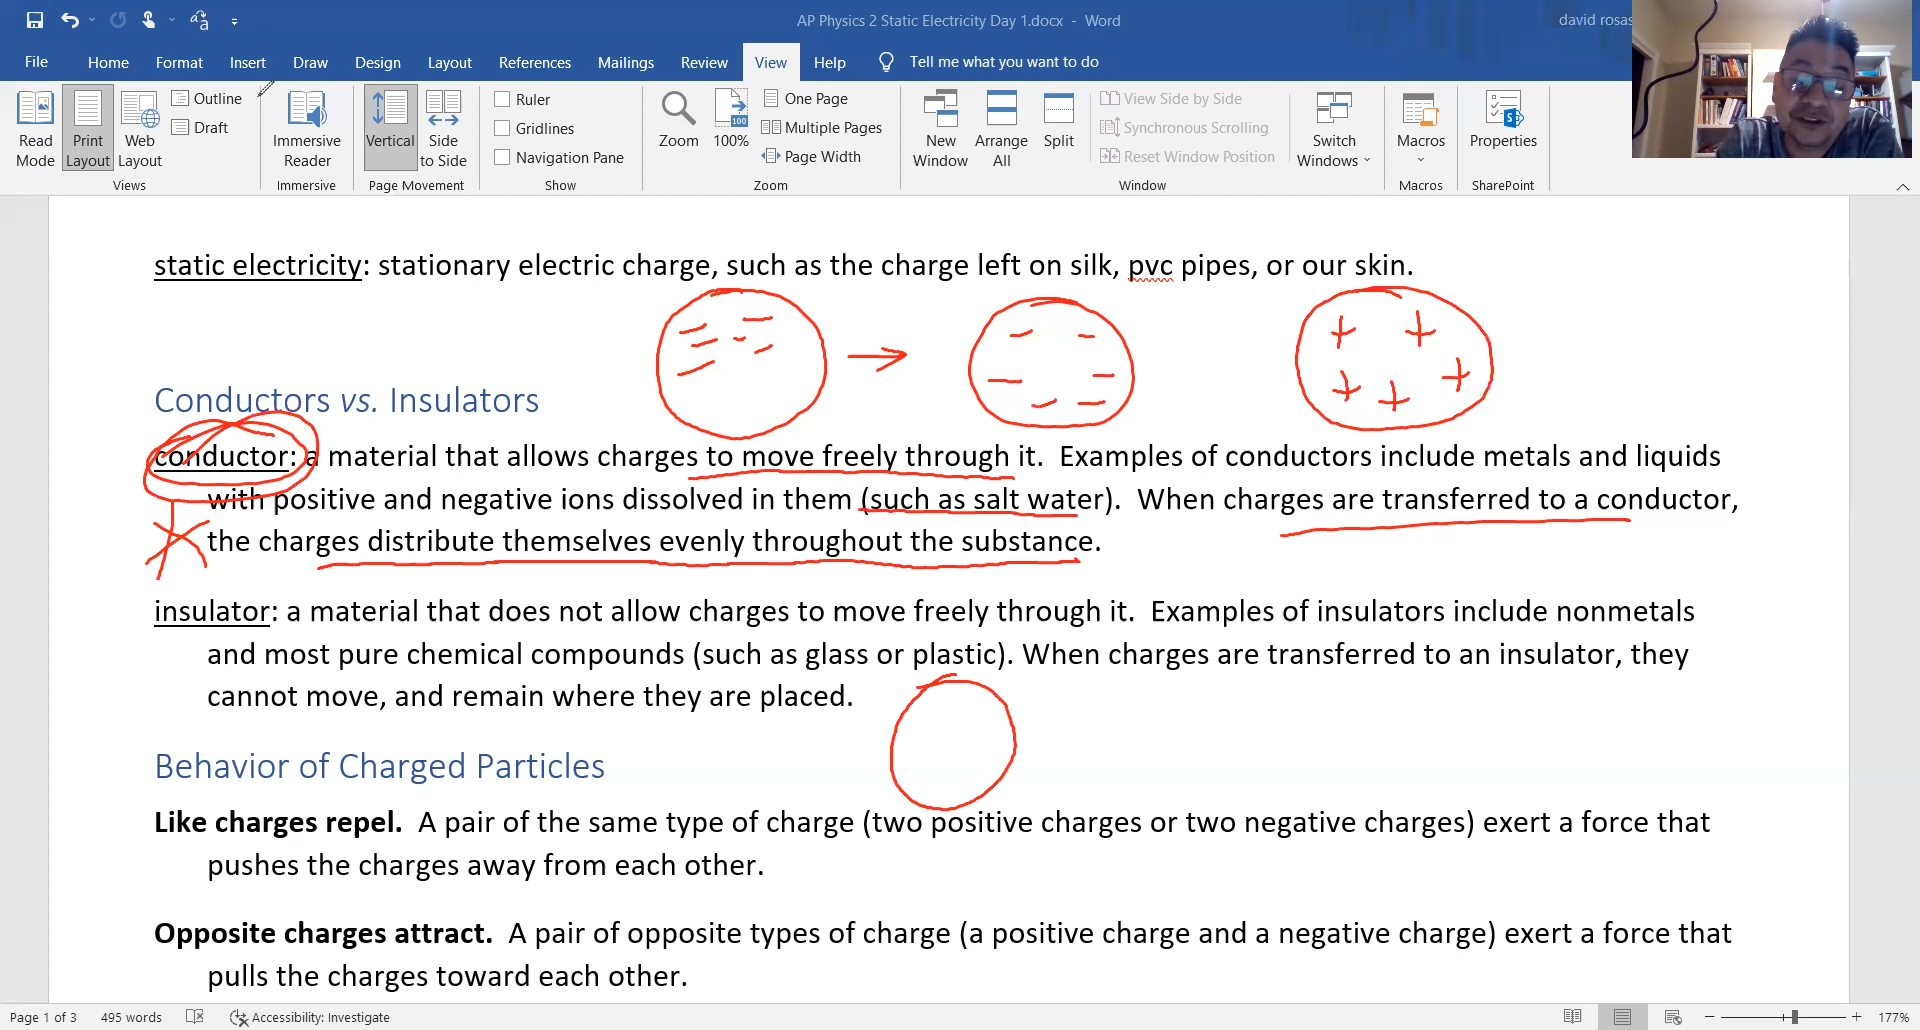 AP Physics 2 Static Electricity Day 1.docx - Word
david rosas
File Home Insert Draw Design Layout References Mailings Review View Help Tell me what you want to do
Read Mode
Print Layout
Web Layout
Outline
Draft
Views
Immersive Reader
Immersive
Vertical
Side to Side
Page Movement
Ruler
Gridlines
Navigation Pane
Show
Zoom
100
100%
One Page
Multiple Pages
Page Width
Zoom
New Window
Arrange All
Split
View Side by Side
Synchronous Scrolling
Reset Window Position
Window
Switch Windows
Macros
Macros
Properties
SharePoint
static electricity: stationary electric charge, such as the charge left on silk, pvc pipes, or our skin.
Conductors vs. Insulators
conductor: a material that allows charges to move freely through it. Examples of conductors include metals and liquids
with positive and negative ions dissolved in them (such as salt water). When charges are transferred to a conductor,
the charges distribute themselves evenly throughout the substance.
insulator: a material that does not allow charges to move freely through it. Examples of insulators include nonmetals
and most pure chemical compounds (such as glass or plastic). When charges are transferred to an insulator, they
cannot move, and remain where they are placed.
Behavior of Charged Particles
Like charges repel. A pair of the same type of charge (two positive charges or two negative charges) exert a force that
pushes the charges away from each other.
Opposite charges attract. A pair of opposite types of charge (a positive charge and a negative charge) exert a force that
pulls the charges toward each other.
Page 1 of 3 495 words Accessibility: Investigate 177%